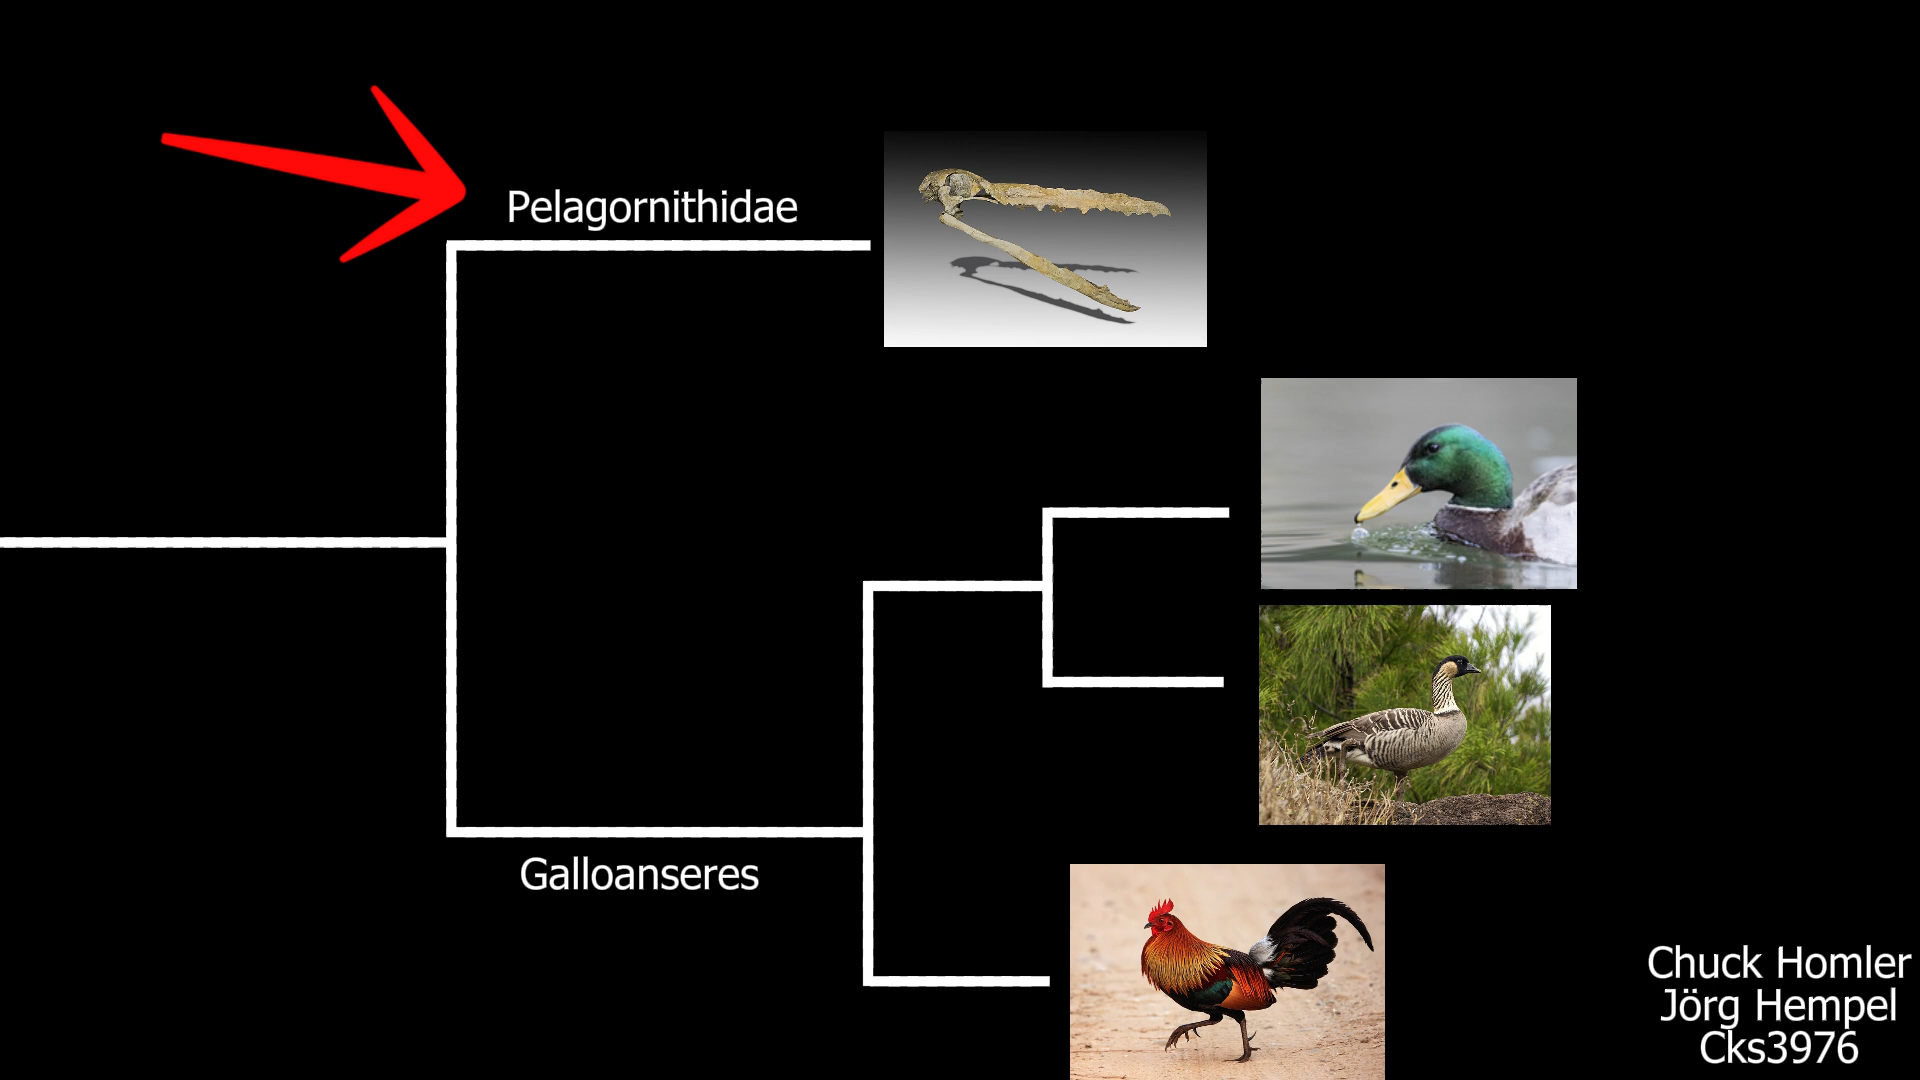 Pelagornithidae
Galloanseres
Chuck Homler
Jörg Hempel
Cks3976